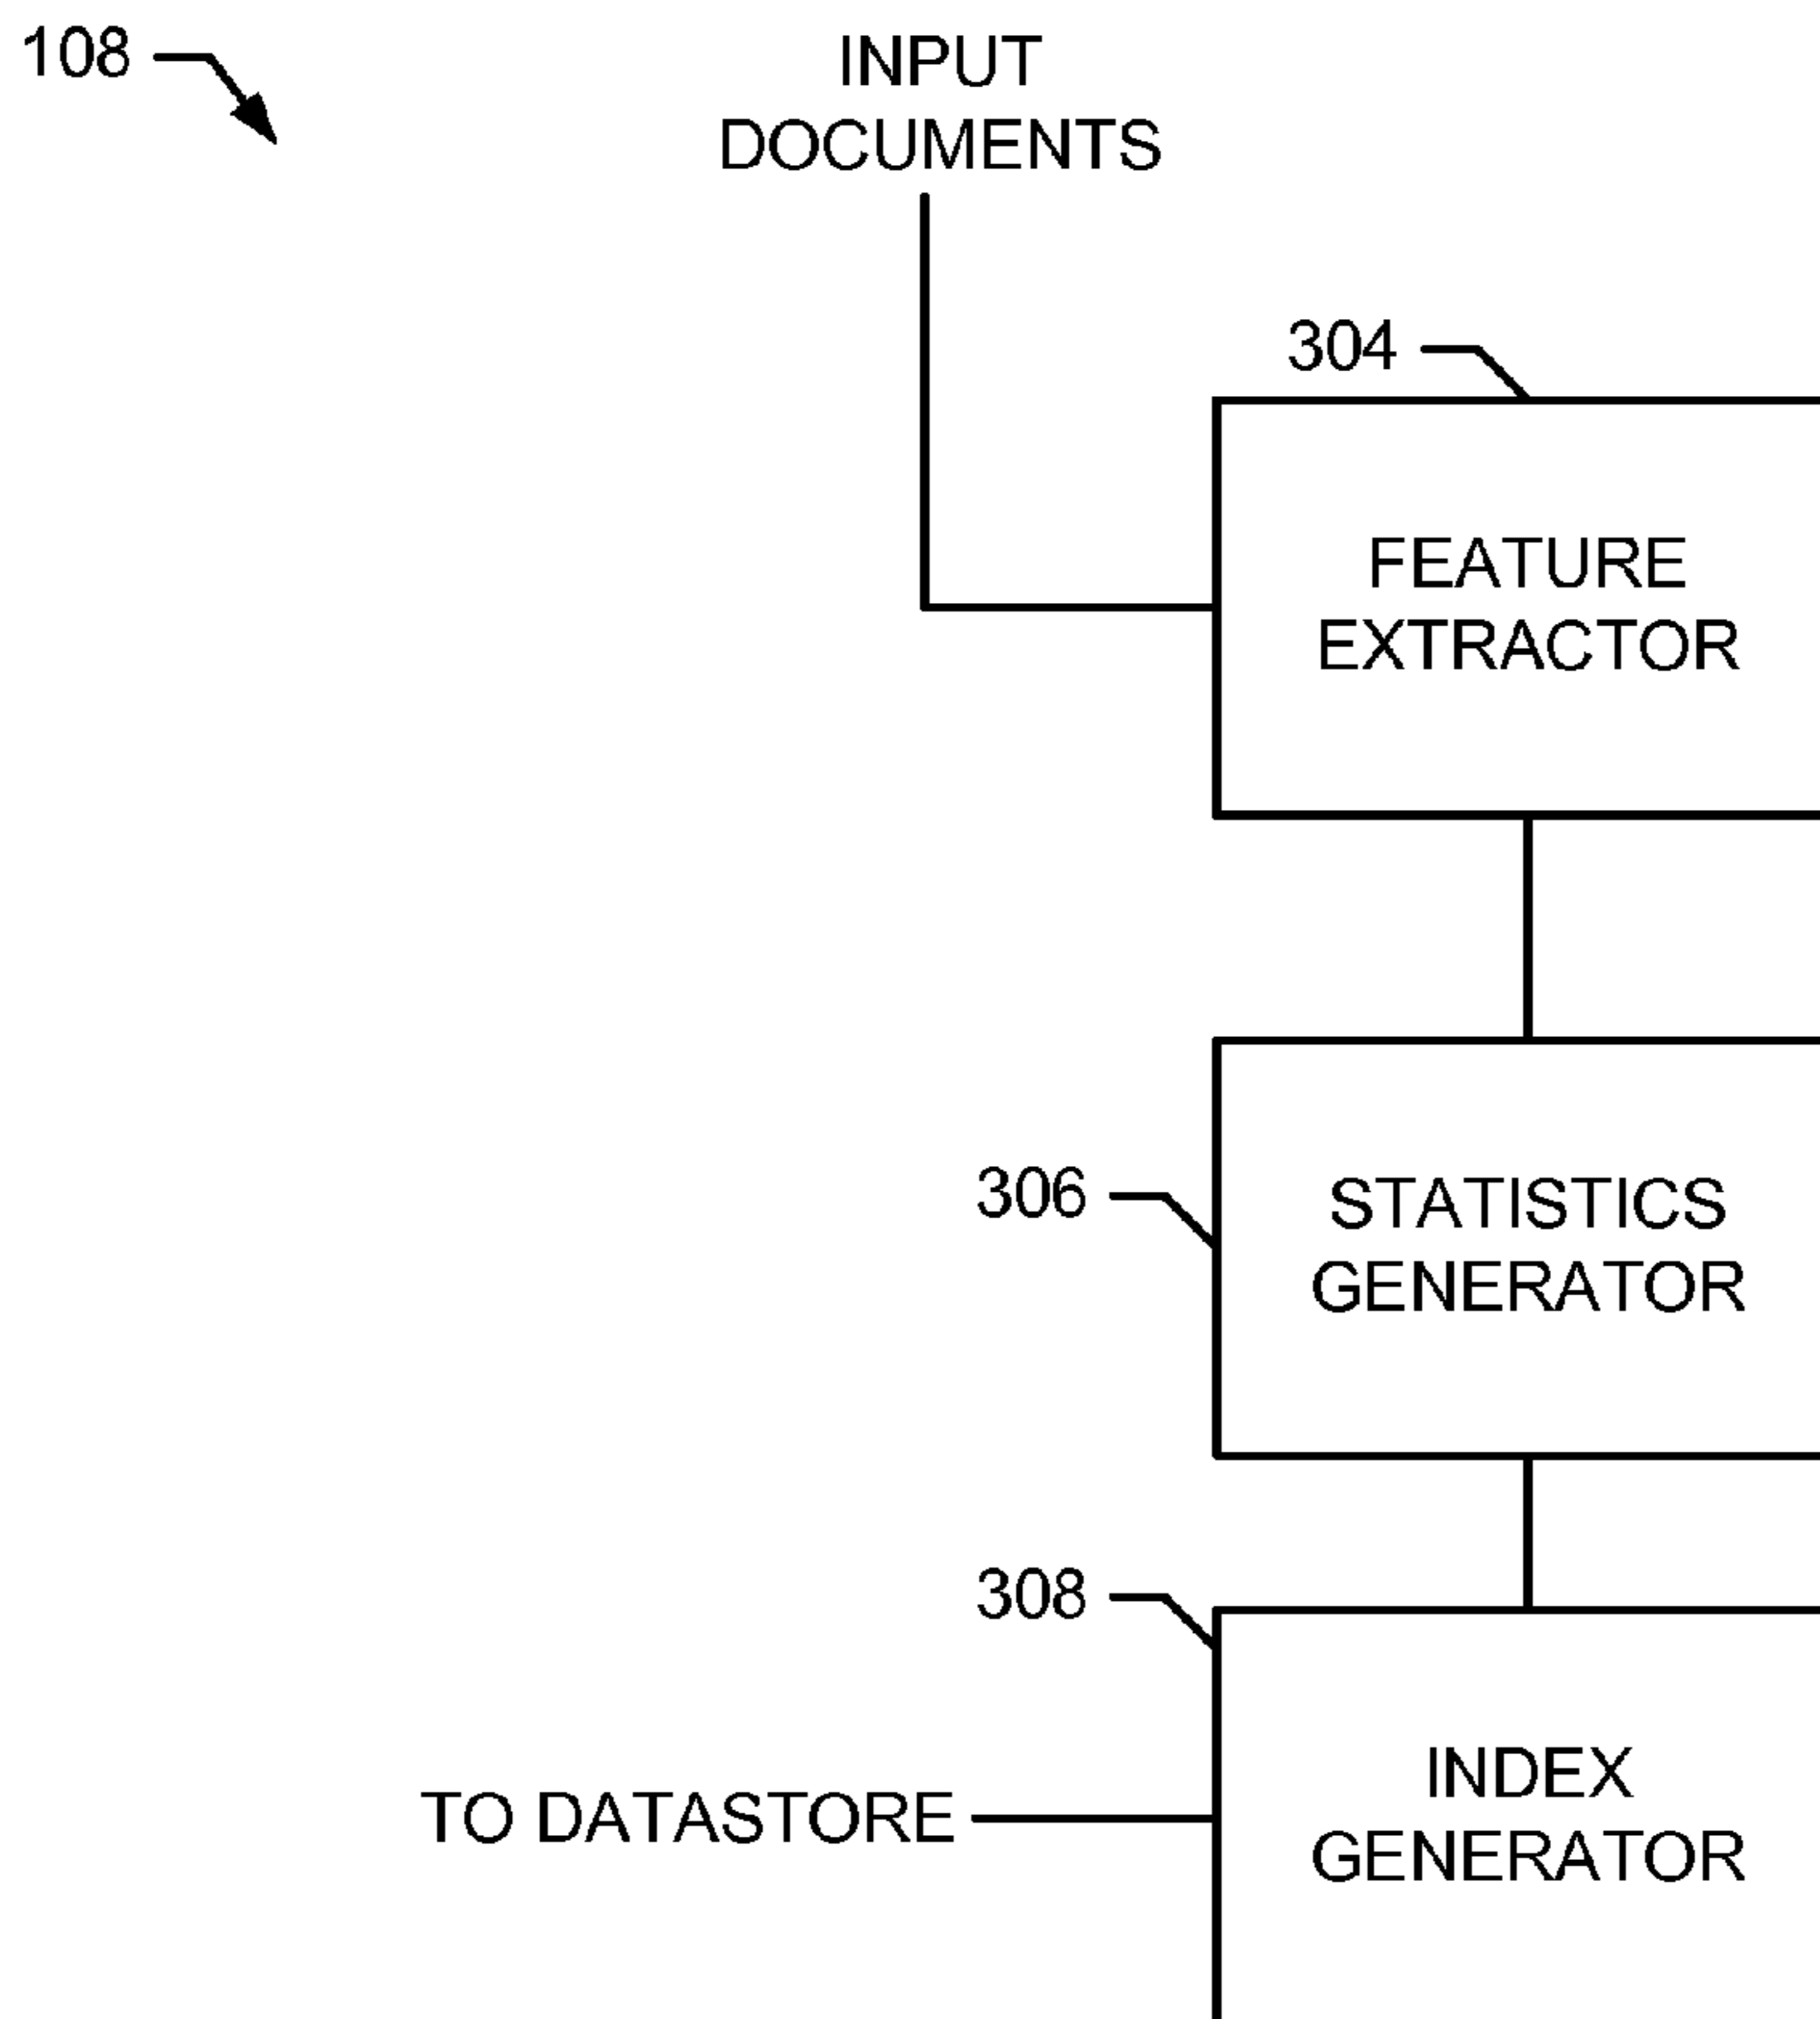 108
INPUT
DOCUMENTS
304
FEATURE
EXTRACTOR
306
STATISTICS
GENERATOR
308
INDEX
GENERATOR
TO DATASTORE